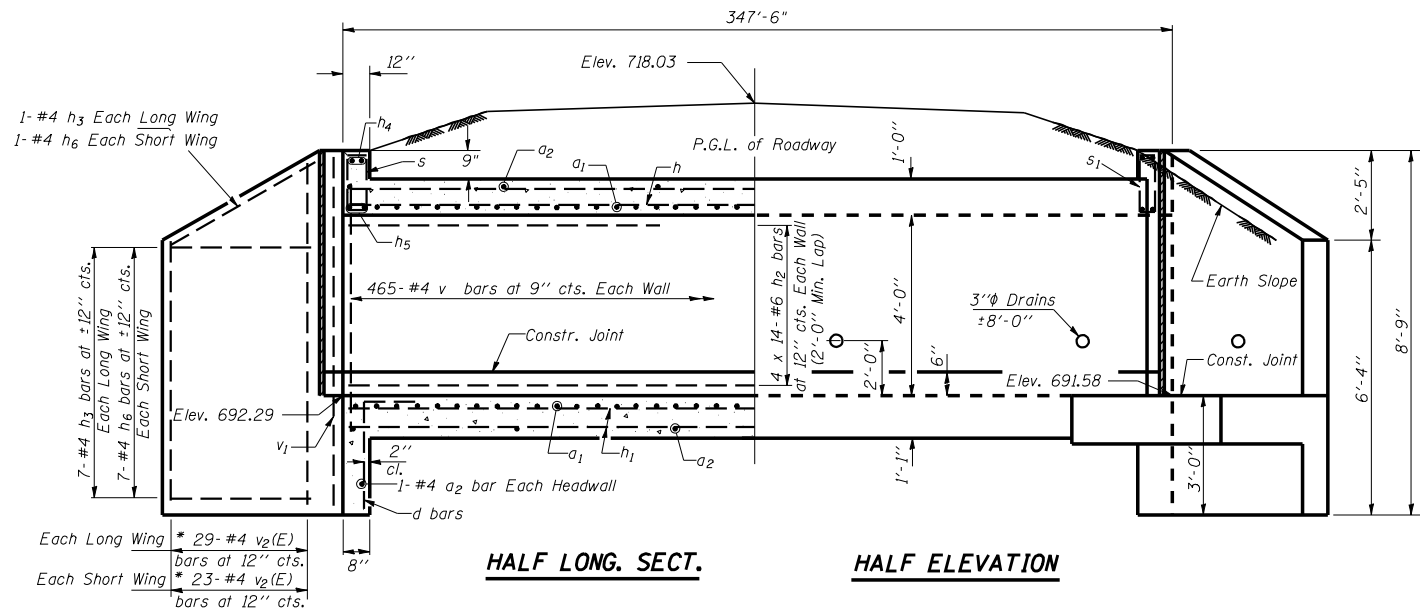 347'-6"
12"
Elev. 718.03
1- #4 h3 Each Long Wing
1- #4 h6 Each Short Wing
h4
s
9"
a2
a1
h
P.G.L. of Roadway
1'-0"
s1
2'-5"
h5
Earth Slope
465- #4 v bars at 9" cts. Each Wall
4 x 14- #6 h2 bars
at 12" cts. Each Wall
(2'-0" Min. Lap)
4'-0"
3"ϕ Drains
±8'-0"
8'-9"
7- #4 h3 bars at ±12" cts.
Each Long Wing
7- #4 h6 bars at ±12" cts.
Each Short Wing
Constr. Joint
2'-0"
6"
Const. Joint
6'-4"
Elev. 692.29
Elev. 691.58
v1
2"
cl.
a1
h1
a2
1'-1"
3'-0"
1- #4 a2 bar Each Headwall
d bars
Each Long Wing * 29- #4 v2(E)
bars at 12" cts.
Each Short Wing * 23- #4 v2(E)
bars at 12" cts.
8"
HALF LONG. SECT.
HALF ELEVATION